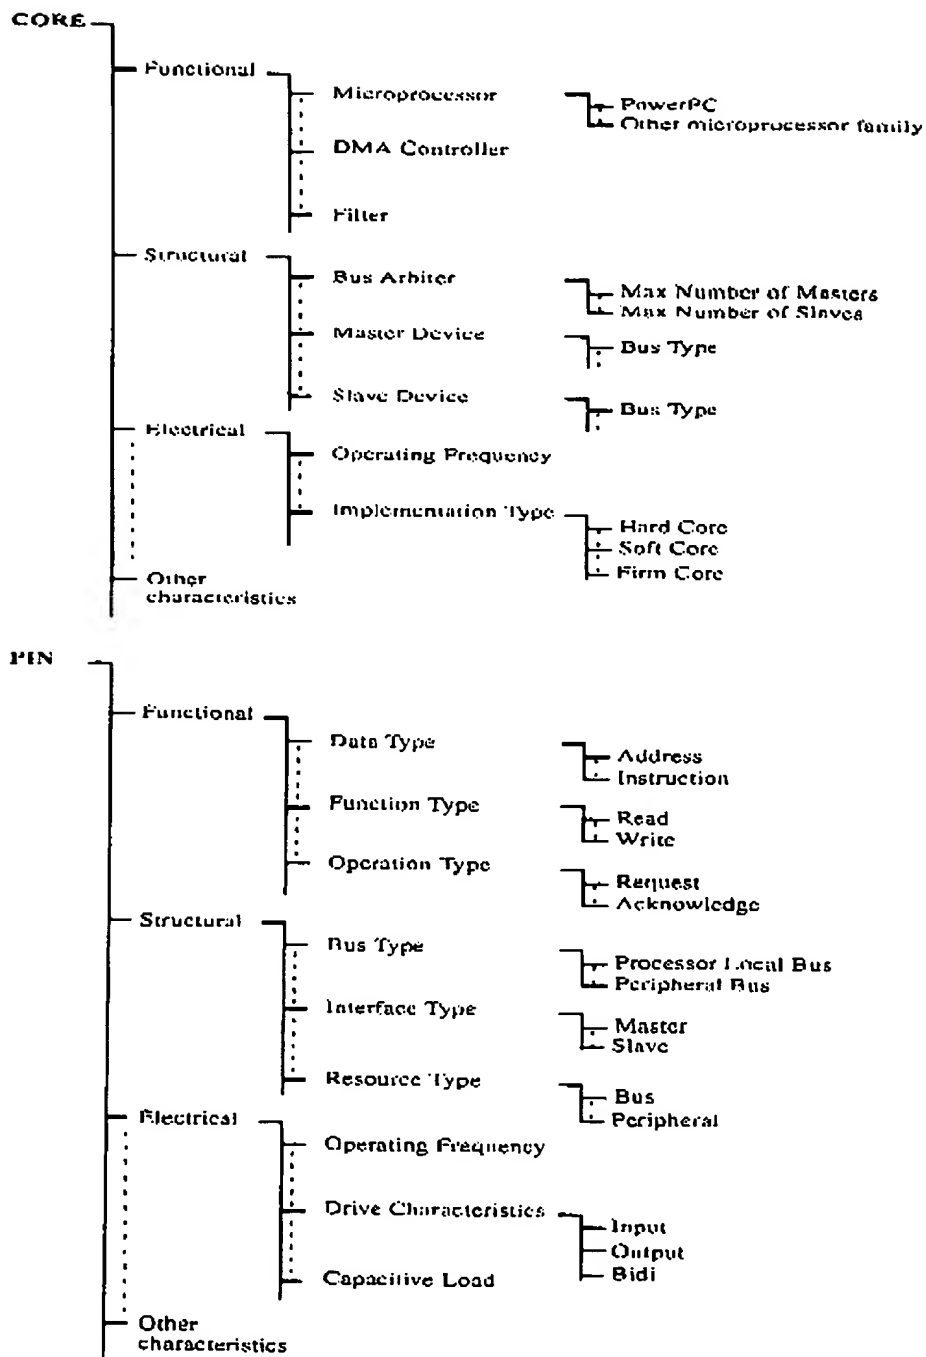 CORE
Functional
Microprocessor
PowerPC
Other microprocessor family
DMA Controller
Filter
Structural
Bus Arbiter
Max Number of Masters
Max Number of Slaves
Master Device
Bus Type
Slave Device
Bus Type
Electrical
Operating Frequency
Implementation Type
Hard Core
Soft Core
Firm Core
Other
characteristics
PIN
Functional
Data Type
Address
Instruction
Function Type
Read
Write
Operation Type
Request
Acknowledge
Structural
Bus Type
Processor Local Bus
Peripheral Bus
Interface Type
Master
Slave
Resource Type
Bus
Peripheral
Electrical
Operating Frequency
Drive Characteristics
Input
Output
Bidi
Capacitive Load
Other
characteristics